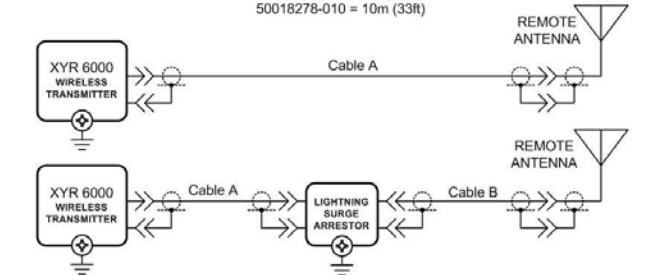 50018278-010 = 10m (33ft)
REMOTE
ANTENNA
XYR 6000
WIRELESS
TRANSMITTER
Cable A
REMOTE
ANTENNA
XYR 6000
WIRELESS
TRANSMITTER
Cable A
LIGHTNING
SURGE
ARRESTOR
Cable B